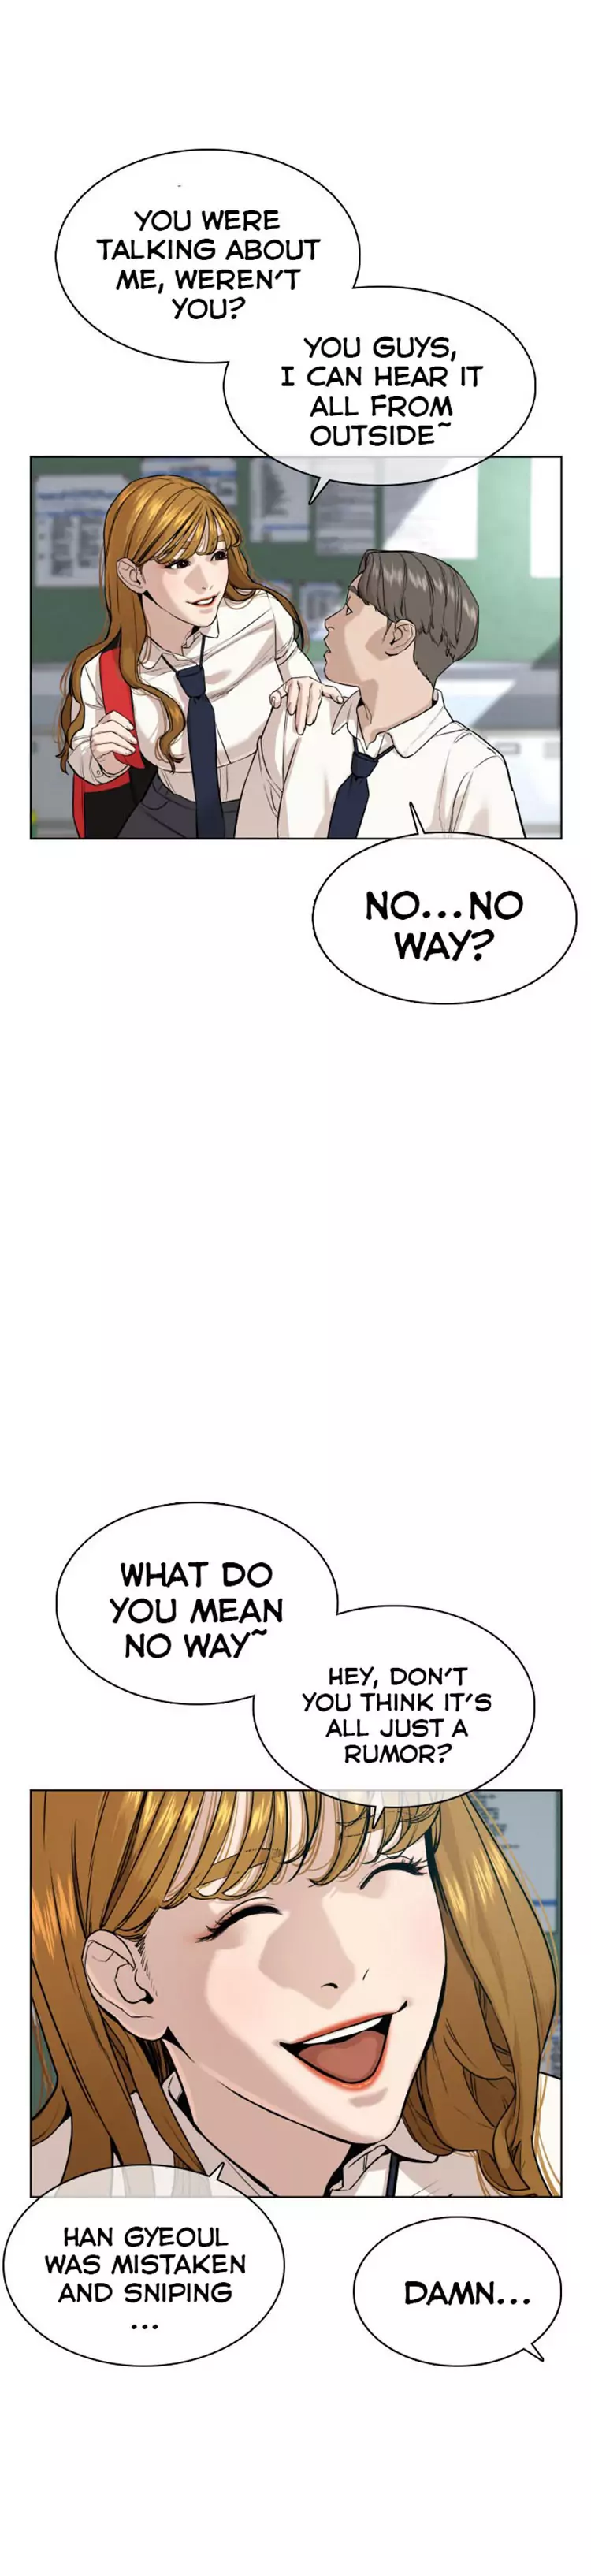 YOU WERE
TALKING ABOUT
ME, WEREN'T
YOU?
YOU GUYS,
I CAN HEAR IT
ALL FROM
OUTSIDE~
NO...NO
WAY?
WHAT DO
YOU MEAN
NO WAY~
HEY, DON'T
YOU THINK IT'S
ALL JUST A
RUMOR?
HAN GYEOUL
WAS MISTAKEN
AND SNIPING
...
DAMN...